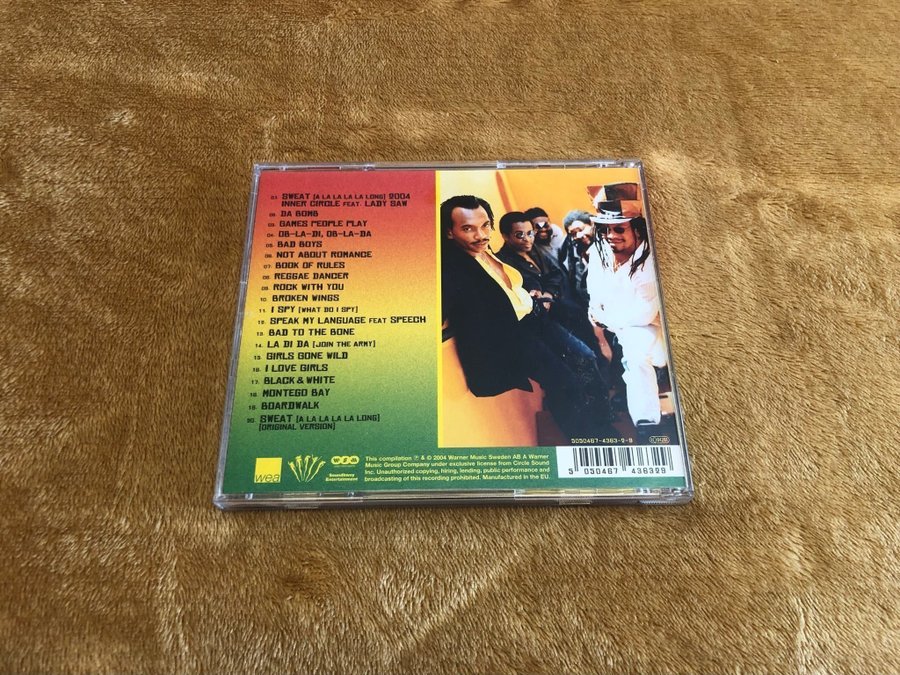 01. SWEAT [A LA LA LA LA LONG] 2004
INNER CIRCLE FEAT. LADY SAW
02. DA BOMB
03. GAMES PEOPLE PLAY
04. OB-LA-DI, OB-LA-DA
05. BAD BOYS
06. NOT ABOUT ROMANCE
07. BOOK OF RULES
08. REGGAE DANCER
09. ROCK WITH YOU
10. BROKEN WINGS
11. I SPY [WHAT DO I SPY]
12. SPEAK MY LANGUAGE FEAT SPEECH
13. BAD TO THE BONE
14. LA DI DA [JOIN THE ARMY]
15. GIRLS GONE WILD
16. I LOVE GIRLS
17. BLACK & WHITE
18. MONTEGO BAY
19. BOARDWALK
20. SWEAT [A LA LA LA LA LONG]
[ORIGINAL VERSION]
wea
wsm
Soundbwoy
Entertainment
This compilation ℗ & © 2004 Warner Music Sweden AB A Warner
Music Group Company under exclusive license from Circle Sound
Inc. Unauthorized copying, hiring, lending, public performance and
broadcasting of this recording prohibited. Manufactured in the EU.
5050467-4363-2-9
5 050467 436329